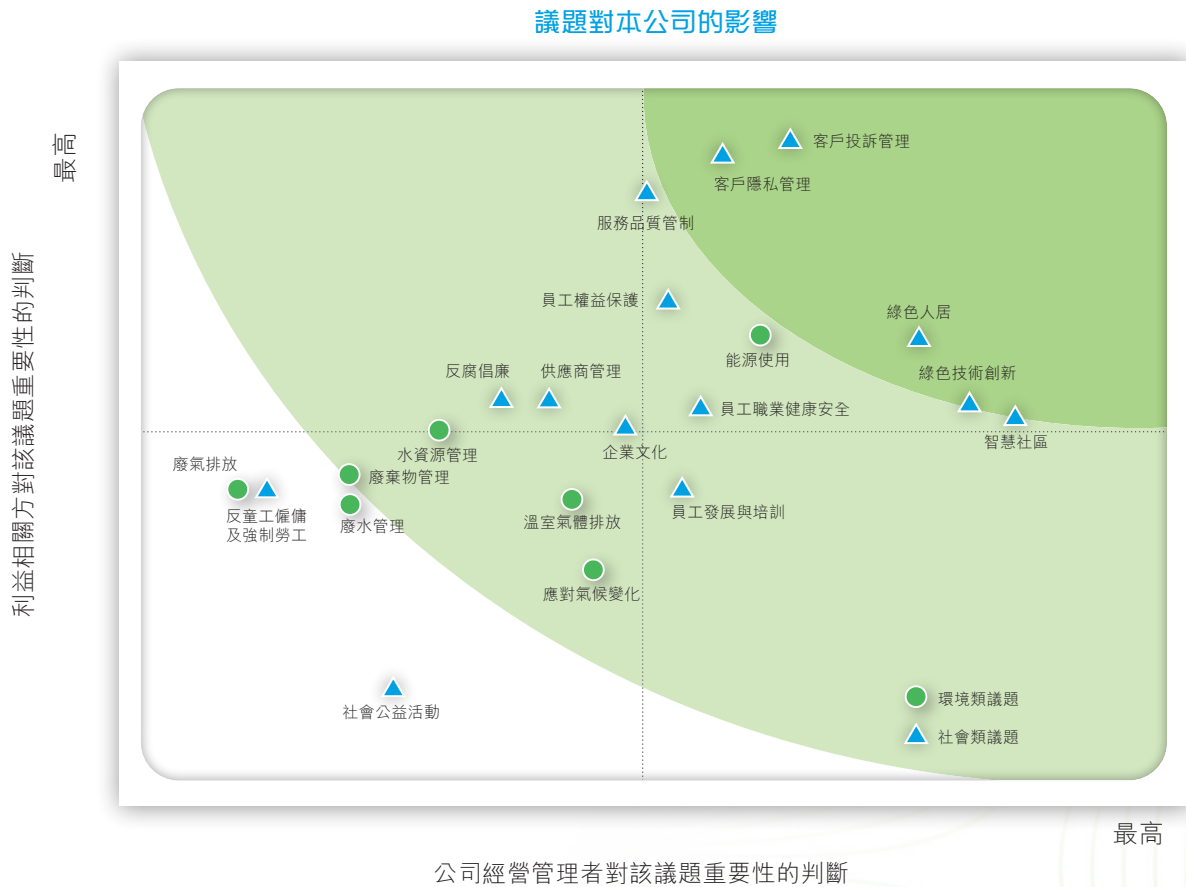 議題對本公司的影響
最高
利益相關方對該議題重要性的判斷
客戶投訴管理
客戶隱私管理
服務品質管制
員工權益保護
綠色人居
能源使用
反腐倡廉
供應商管理
綠色技術創新
員工職業健康安全
智慧社區
企業文化
水資源管理
廢氣排放
廢棄物管理
反童工僱傭
及強制勞工
廢水管理
溫室氣體排放
員工發展與培訓
應對氣候變化
社會公益活動
環境類議題
社會類議題
最高
公司經營管理者對該議題重要性的判斷